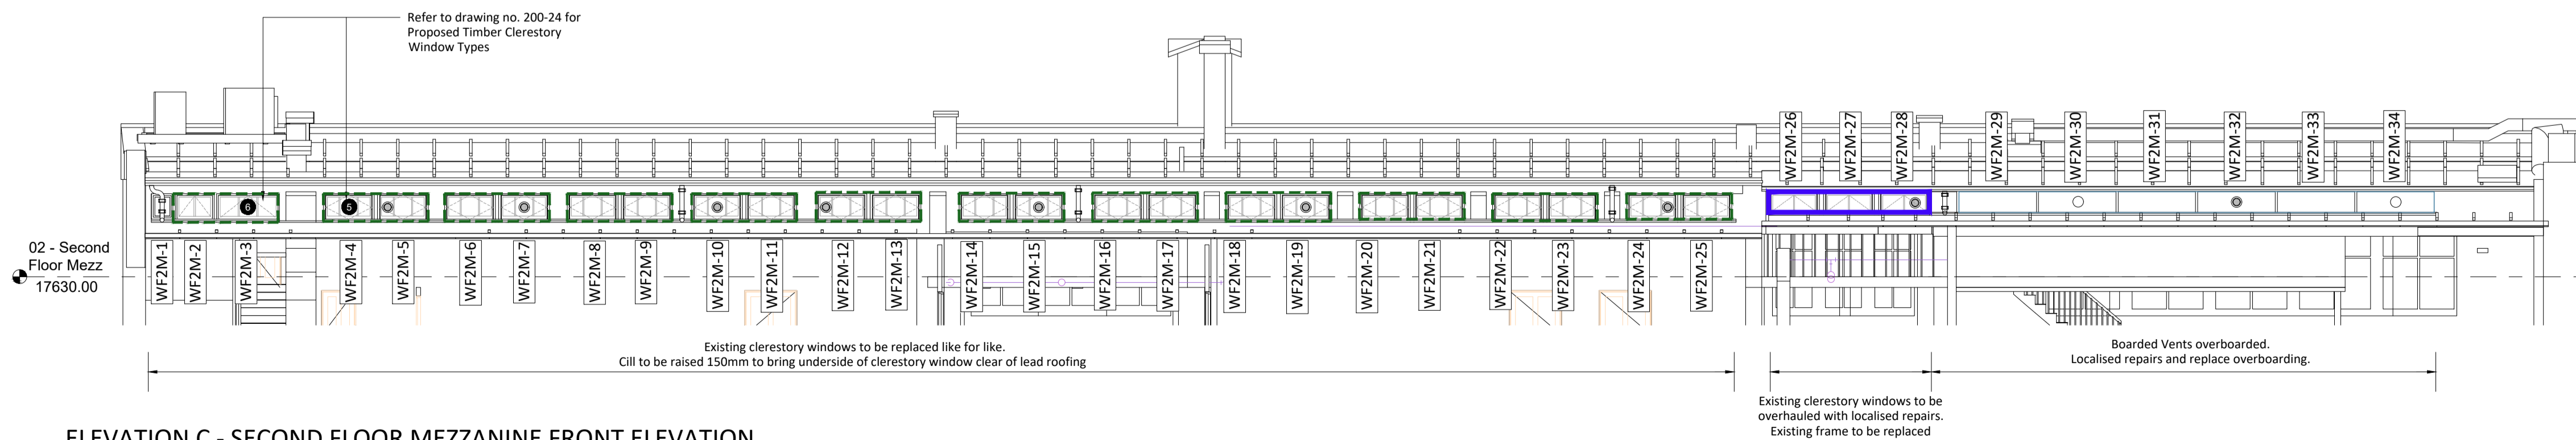 Refer to drawing no. 200-24 for
Proposed Timber Clerestory
Window Types
WF2M-26
WF2M-27
WF2M-28
WF2M-29
WF2M-30
WF2M-31
WF2M-32
WF2M-33
WF2M-34
6
5
02 - Second
Floor Mezz
17630.00
WF2M-1
WF2M-2
WF2M-3
WF2M-4
WF2M-5
WF2M-6
WF2M-7
WF2M-8
WF2M-9
WF2M-10
WF2M-11
WF2M-12
WF2M-13
WF2M-14
WF2M-15
WF2M-16
WF2M-17
WF2M-18
WF2M-19
WF2M-20
WF2M-21
WF2M-22
WF2M-23
WF2M-24
WF2M-25
Existing clerestory windows to be replaced like for like.
Cill to be raised 150mm to bring underside of clerestory window clear of lead roofing
Boarded Vents overboarded.
Localised repairs and replace overboarding.
Existing clerestory windows to be
overhauled with localised repairs.
Existing frame to be replaced
ELEVATION C - SECOND FLOOR MEZZANINE FRONT ELEVATION